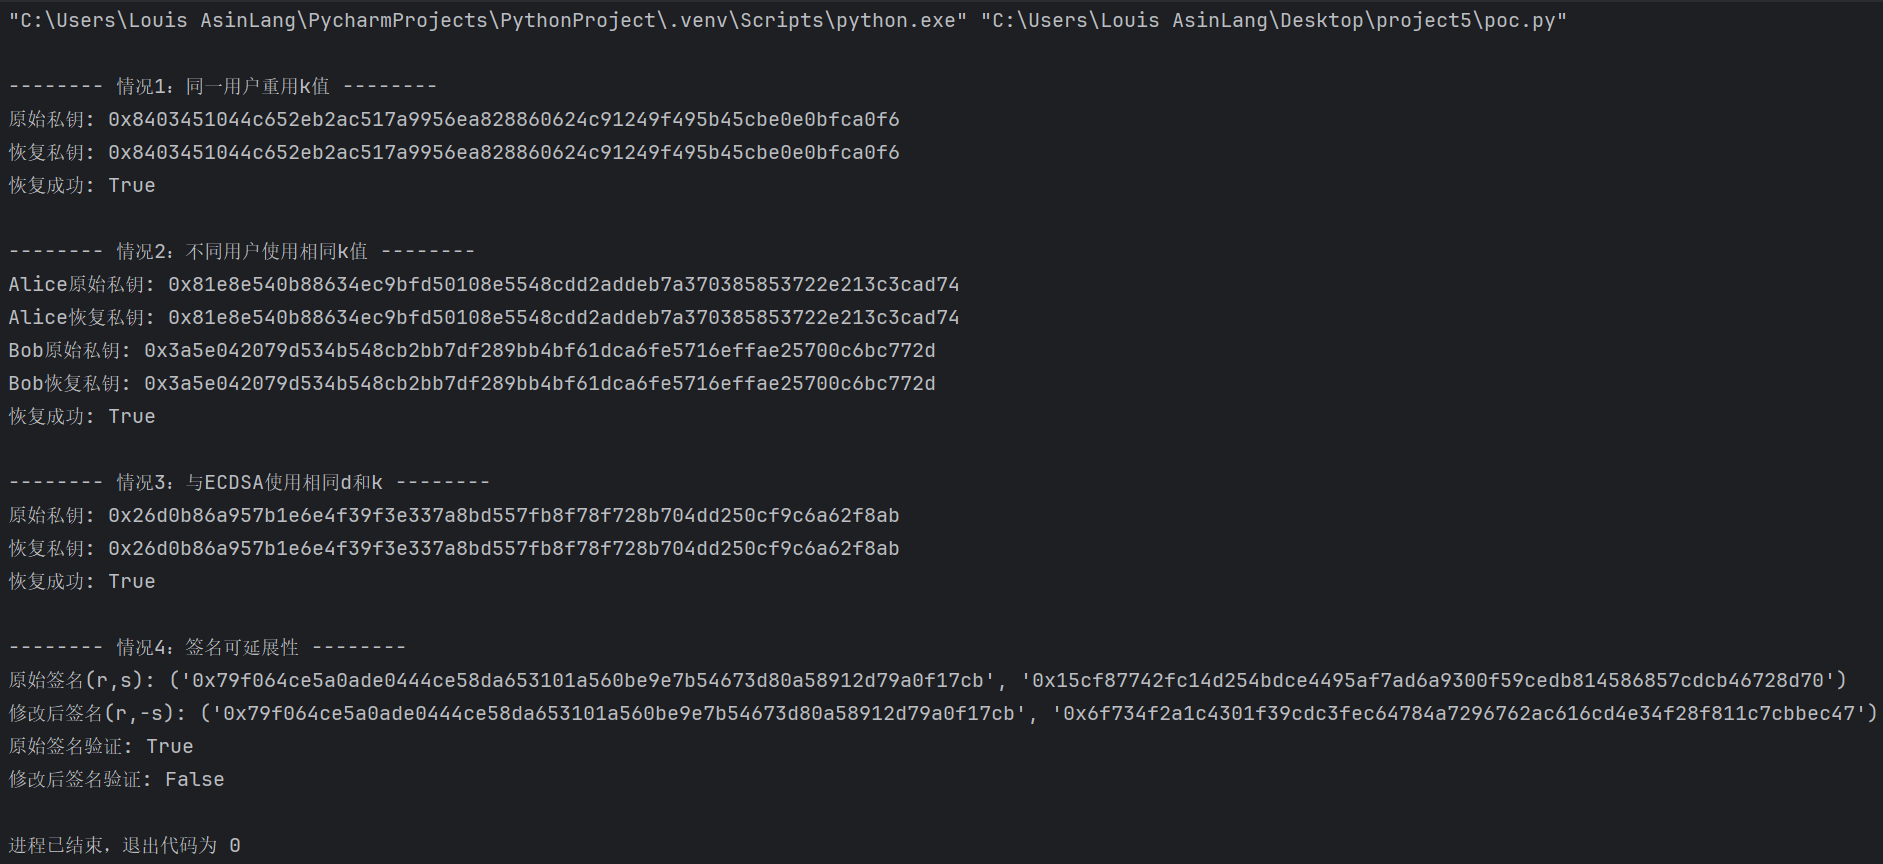 "C:\Users\Louis AsinLang\PycharmProjects\PythonProject\.venv\Scripts\python.exe" "C:\Users\Louis AsinLang\Desktop\project5\poc.py"
-------- 情况1：同一用户重用k值 --------
原始私钥: 0x8403451044c652eb2ac517a9956ea828860624c91249f495b45cbe0e0bfca0f6
恢复私钥: 0x8403451044c652eb2ac517a9956ea828860624c91249f495b45cbe0e0bfca0f6
恢复成功: True
-------- 情况2：不同用户使用相同k值 --------
Alice原始私钥: 0x81e8e540b88634ec9bfd50108e5548cdd2addeb7a370385853722e213c3cad74
Alice恢复私钥: 0x81e8e540b88634ec9bfd50108e5548cdd2addeb7a370385853722e213c3cad74
Bob原始私钥: 0x3a5e042079d534b548cb2bb7df289bb4bf61dca6fe5716effae25700c6bc772d
Bob恢复私钥: 0x3a5e042079d534b548cb2bb7df289bb4bf61dca6fe5716effae25700c6bc772d
恢复成功: True
-------- 情况3：与ECDSA使用相同d和k --------
原始私钥: 0x26d0b86a957b1e6e4f39f3e337a8bd557fb8f78f728b704dd250cf9c6a62f8ab
恢复私钥: 0x26d0b86a957b1e6e4f39f3e337a8bd557fb8f78f728b704dd250cf9c6a62f8ab
恢复成功: True
-------- 情况4：签名可延展性 --------
原始签名(r,s): ('0x79f064ce5a0ade0444ce58da653101a560be9e7b54673d80a58912d79a0f17cb', '0x15cf87742fc14d254bdce4495af7ad6a9300f59cedb814586857cdcb46728d70')
修改后签名(r,-s): ('0x79f064ce5a0ade0444ce58da653101a560be9e7b54673d80a58912d79a0f17cb', '0x6f734f2a1c4301f39cdc3fec64784a7296762ac616cd4e34f28f811c7cbbec47')
原始签名验证: True
修改后签名验证: False
进程已结束，退出代码为 0